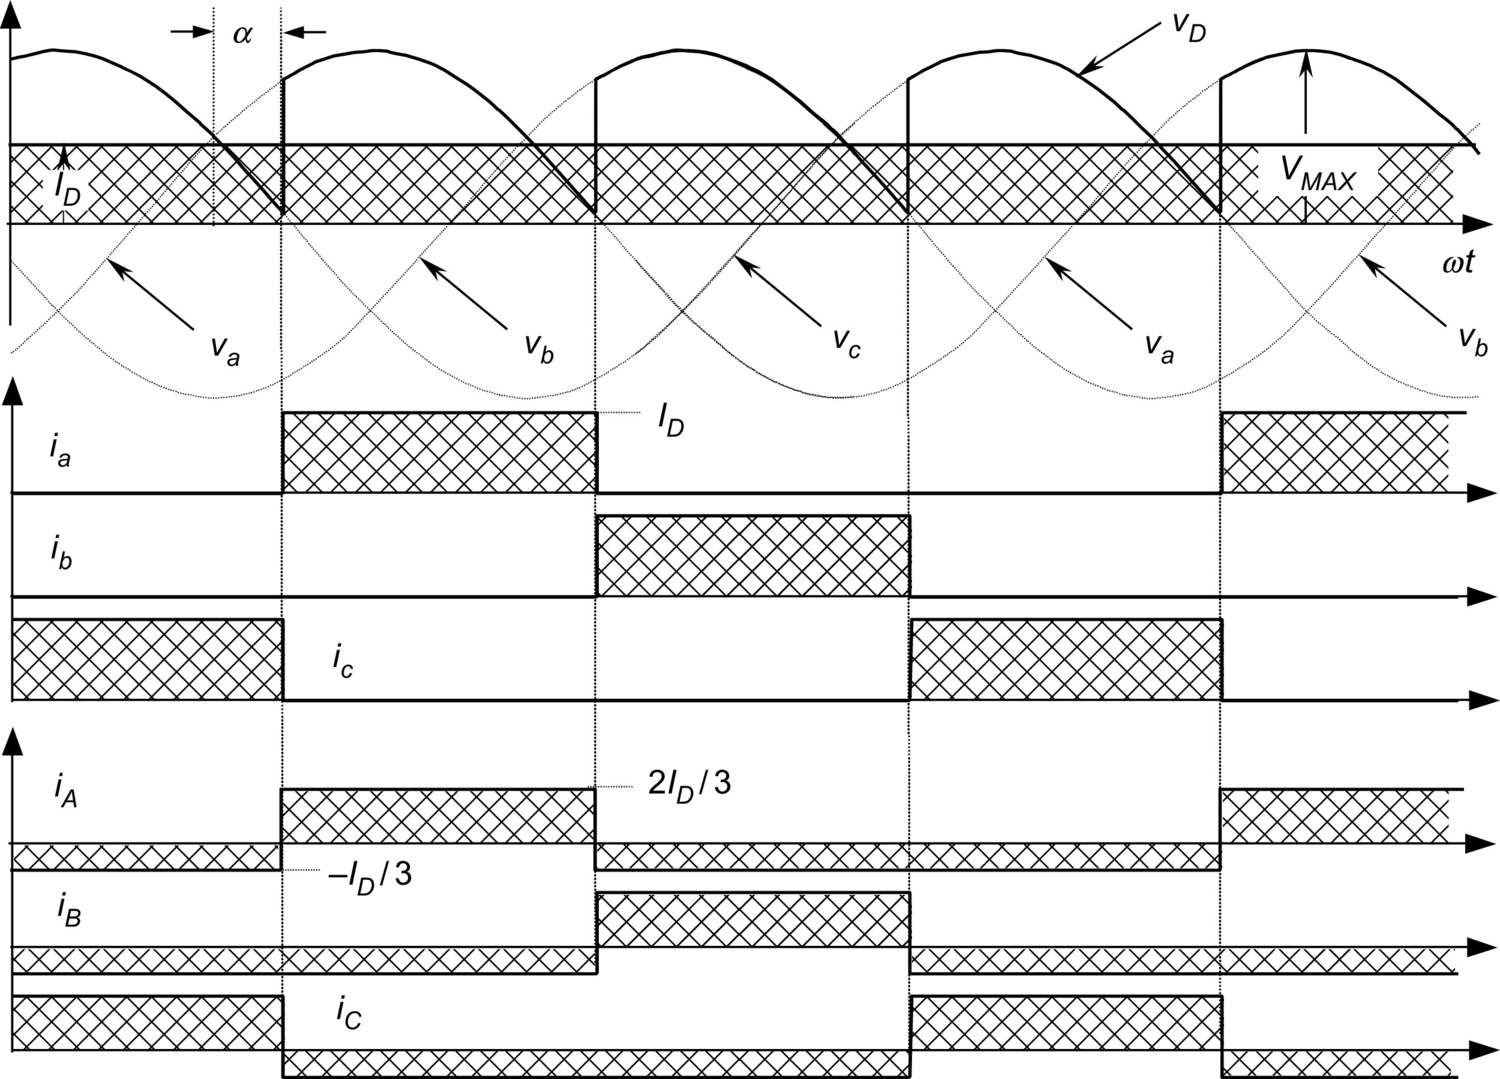 α
v_D
I_D
V_MAX
ωt
v_a
v_b
v_c
v_a
v_b
I_D
i_a
i_b
i_c
i_A
2I_D / 3
–I_D / 3
i_B
i_C